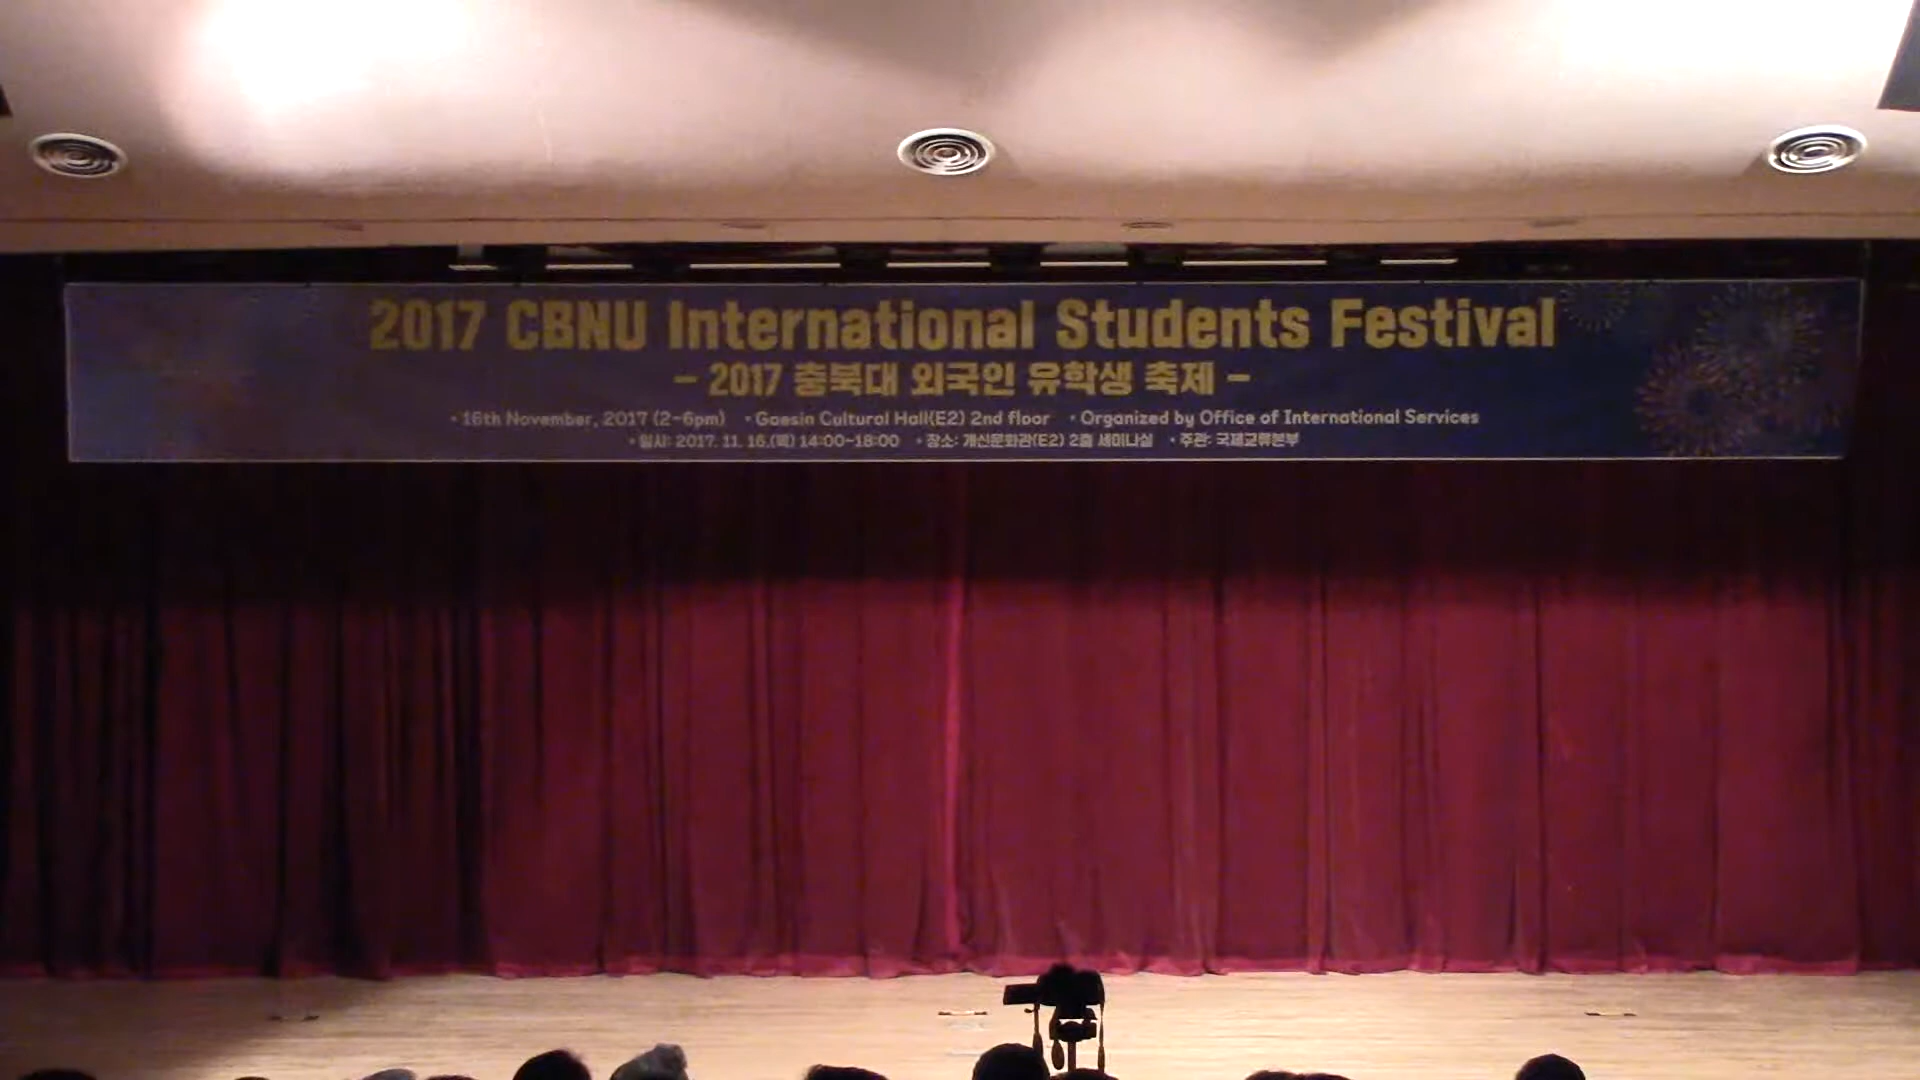 2017 CBNU International Students Festival
- 2017 충북대 외국인 유학생 축제 -
• 16th November, 2017 (2~6pm) • Gaesin Cultural Hall(E2) 2nd floor • Organized by Office of International Services
• 일시: 2017. 11. 16.(목) 14:00~18:00 • 장소: 개신문화관(E2) 2층 세미나실 • 주관: 국제교류본부